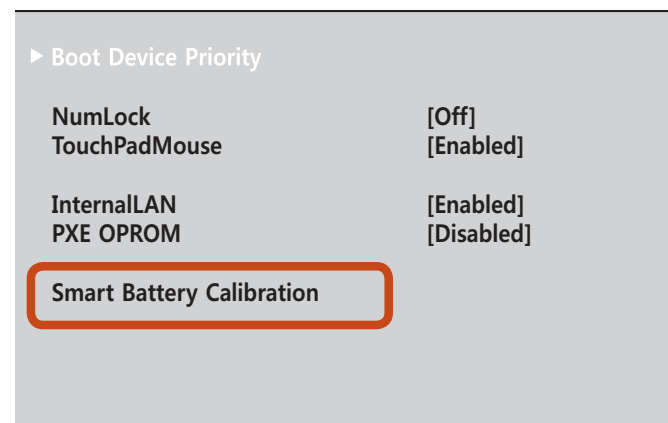 ▶ Boot Device Priority
NumLock [Off]
TouchPadMouse [Enabled]
InternalLAN [Enabled]
PXE OPROM [Disabled]
Smart Battery Calibration